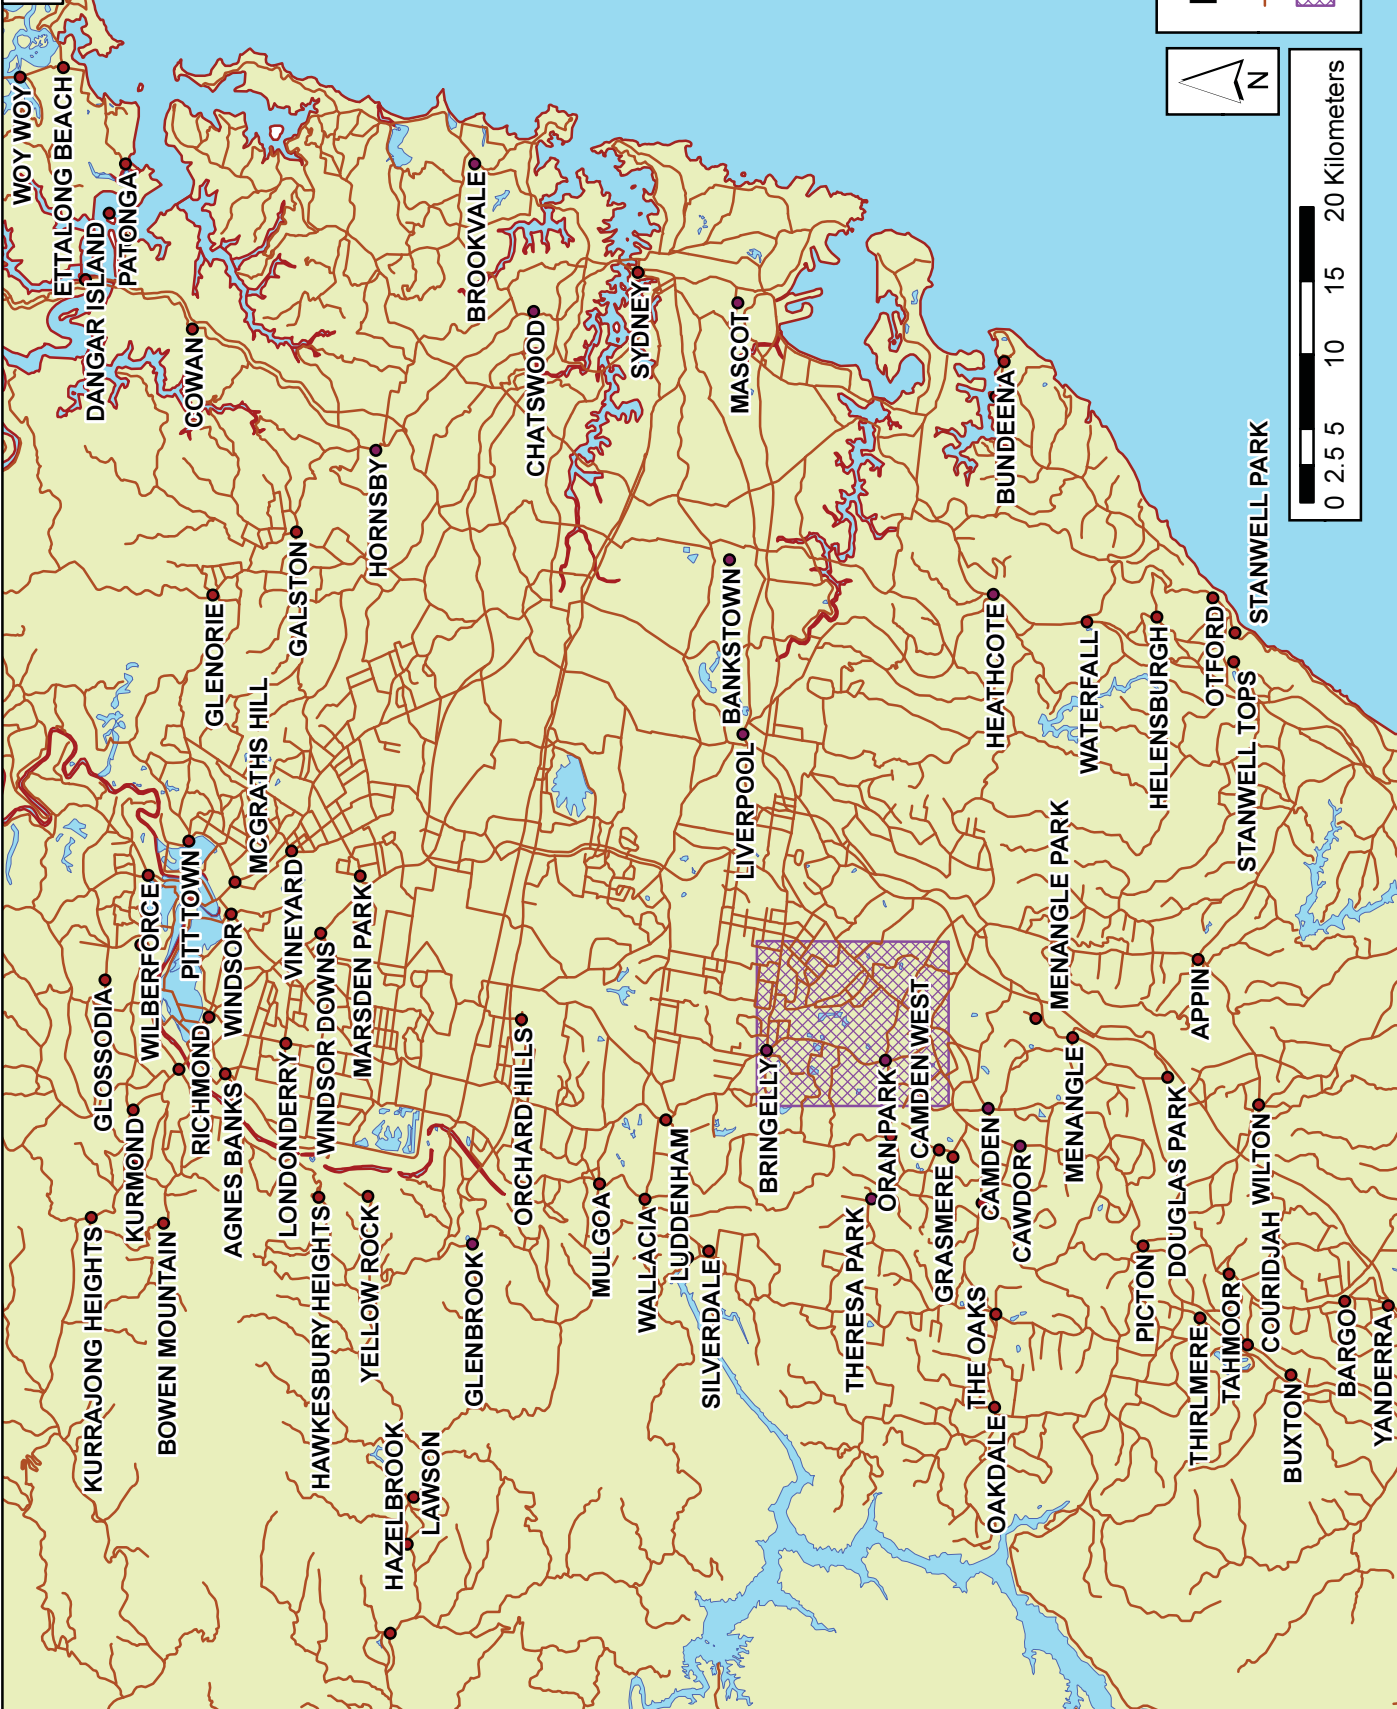 WOY WOY
ETTALONG BEACH
PATONGA
DANGAR ISLAND
COWAN
BROOKVALE
CHATSWOOD
SYDNEY
MASCOT
HORNSBY
GALSTON
GLENORIE
BUNDEENA
BANKSTOWN
LIVERPOOL
HEATHCOTE
WATERFALL
HELENSBURGH
OTFORD
STANWELL PARK
STANWELL TOPS
MCGRATHS HILL
PITT TOWN
WILBERFORCE
WINDSOR
VINEYARD
WINDSOR DOWNS
MARSDEN PARK
GLOSSODIA
RICHMOND
KURMOND
AGNES BANKS
LONDONDERRY
KURRAJONG HEIGHTS
BOWEN MOUNTAIN
HAWKESBURY HEIGHTS
YELLOW ROCK
ORCHARD HILLS
GLENBROOK
MULGOA
WALLACIA
LUDDENHAM
SILVERDALE
HAZELBROOK
LAWSON
BRINGELLY
ORAN PARK
CAMDEN WEST
THERESA PARK
GRASMERE
CAMDEN
CAWDOR
THE OAKS
OAKDALE
MENANGLE PARK
MENANGLE
APPIN
DOUGLAS PARK
WILTON
PICTON
THIRLMERE
TAHMOOR
COURIDJAH
BUXTON
BARGO
YANDERRA
N
0 2.5 5 10 15 20 Kilometers